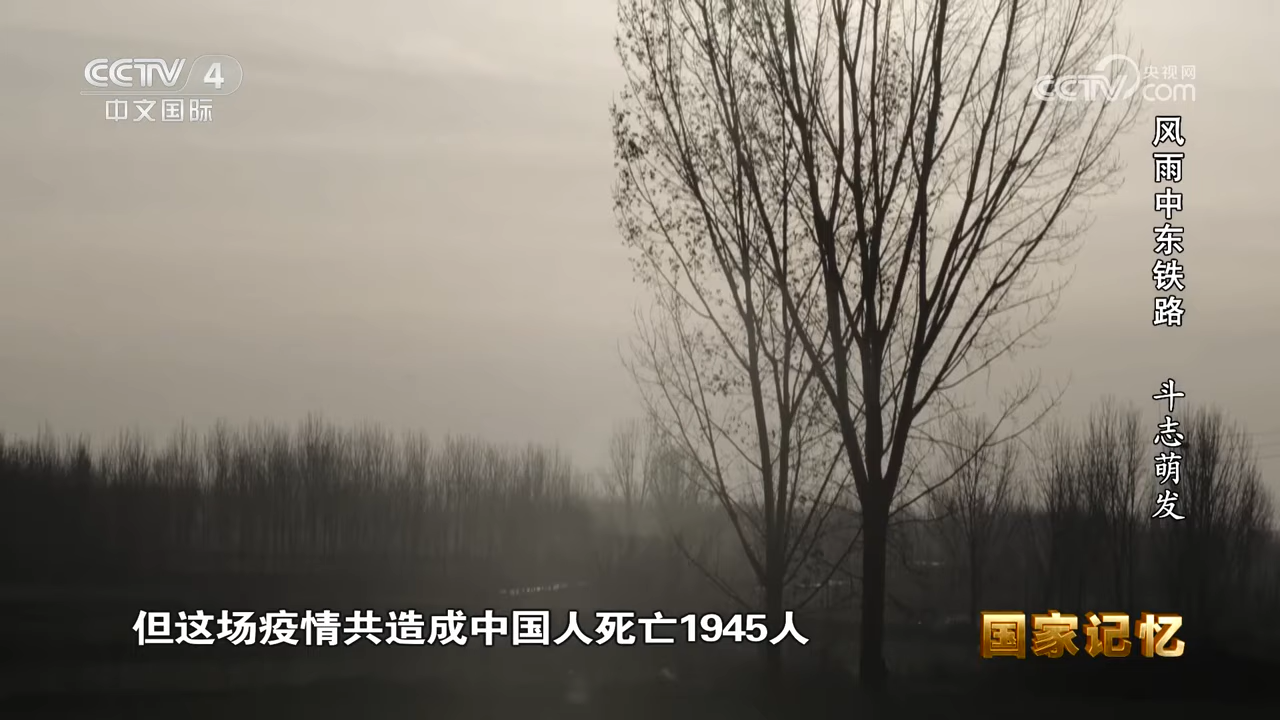 CCTV 4
中文国际
CCTV 央视网
com
风雨中东铁路 斗志萌发
但这场疫情共造成中国人死亡1945人
国家记忆